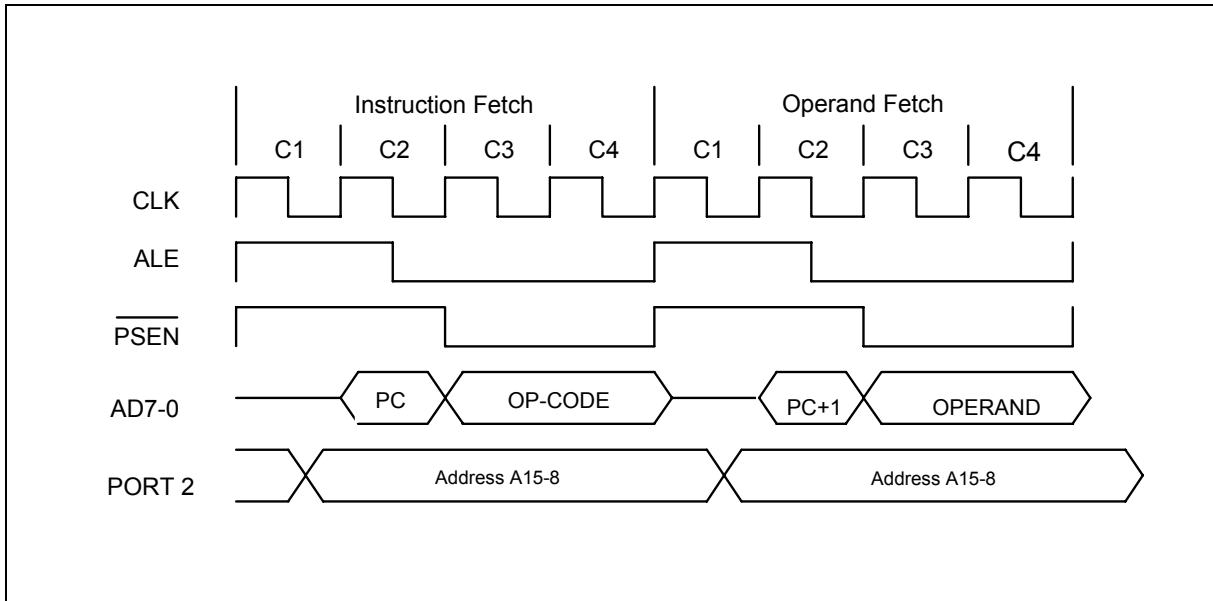 Instruction Fetch Operand Fetch
C1 C2 C3 C4 C1 C2 C3 C4
CLK
ALE
PSEN
AD7-0 PC OP-CODE PC+1 OPERAND
PORT 2 Address A15-8 Address A15-8